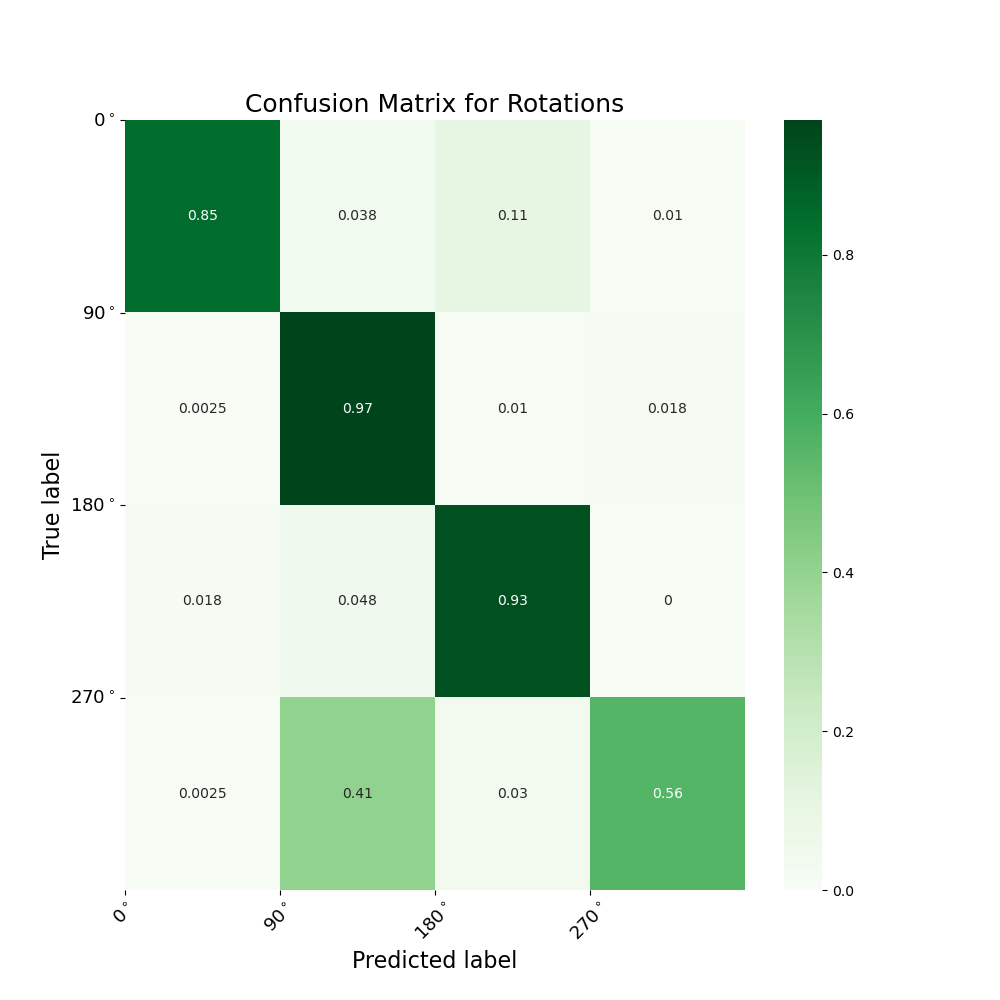 Confusion Matrix for Rotations
0°
0.85 0.038 0.11 0.01
0.8
90°
0.0025 0.97 0.01 0.018
0.6
True label
180°
0.4
0.018 0.048 0.93 0
270°
0.2
0.0025 0.41 0.03 0.56
0.0
0° 90° 180° 270°
Predicted label